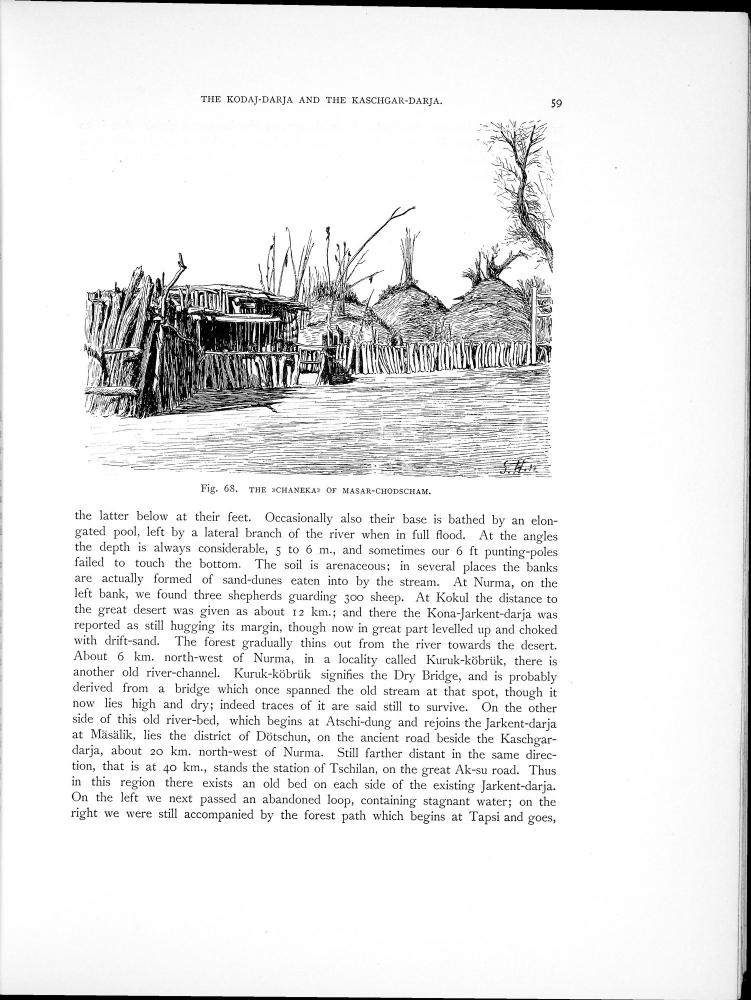 THE KODAJ-DARJA AND THE KASCHGAR-DARJA. 59
S. H.n.
Fig. 68. THE »CHANEKA» OF MASAR-CHODSCHAM.
the latter below at their feet. Occasionally also their base is bathed by an elon-
gated pool, left by a lateral branch of the river when in full flood. At the angles
the depth is always considerable, 5 to 6 m., and sometimes our 6 ft punting-poles
failed to touch the bottom. The soil is arenaceous; in several places the banks
are actually formed of sand-dunes eaten into by the stream. At Nurma, on the
left bank, we found three shepherds guarding 300 sheep. At Kokul the distance to
the great desert was given as about 12 km.; and there the Kona-Jarkent-darja was
reported as still hugging its margin, though now in great part levelled up and choked
with drift-sand. The forest gradually thins out from the river towards the desert.
About 6 km. north-west of Nurma, in a locality called Kuruk-köbrük, there is
another old river-channel. Kuruk-köbrük signifies the Dry Bridge, and is probably
derived from a bridge which once spanned the old stream at that spot, though it
now lies high and dry; indeed traces of it are said still to survive. On the other
side of this old river-bed, which begins at Atschi-dung and rejoins the Jarkent-darja
at Mäsälik, lies the district of Dötschun, on the ancient road beside the Kaschgar-
darja, about 20 km. north-west of Nurma. Still farther distant in the same direc-
tion, that is at 40 km., stands the station of Tschilan, on the great Ak-su road. Thus
in this region there exists an old bed on each side of the existing Jarkent-darja.
On the left we next passed an abandoned loop, containing stagnant water; on the
right we were still accompanied by the forest path which begins at Tapsi and goes,